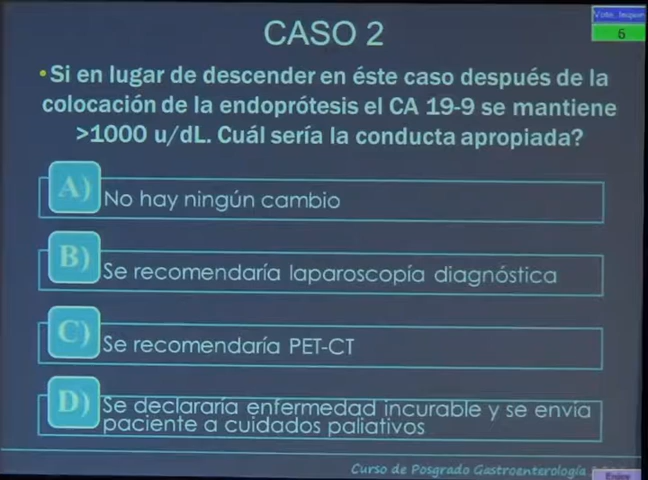 Vote, began
6
CASO 2
•Si en lugar de descender en éste caso después de la
colocación de la endoprótesis el CA 19-9 se mantiene
>1000 u/dL. Cuál sería la conducta apropiada?
A)
No hay ningún cambio
B)
Se recomendaría laparoscopía diagnóstica
C)
Se recomendaría PET-CT
D)
Se declararía enfermedad incurable y se envía
paciente a cuidados paliativos
Curso de Posgrado Gastroenterología